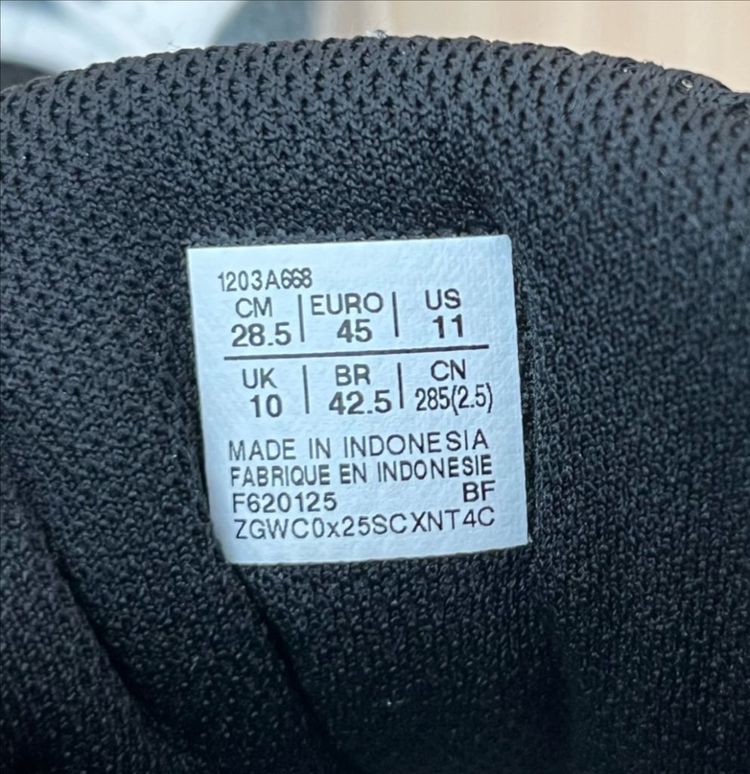 1203A668
CM | EURO | US
28.5 | 45 | 11
UK | BR | CN
10 | 42.5 | 285(2.5)
MADE IN INDONESIA
FABRIQUE EN INDONESIE
F620125 BF
ZGWC0x25SCXNT4C